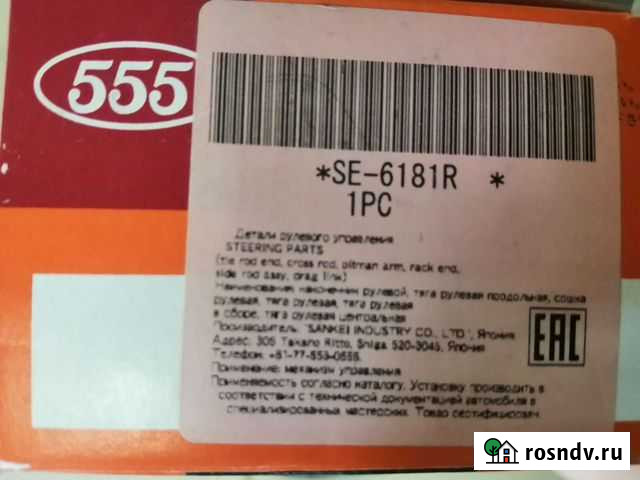 555
*SE-6181R *
1PC
Детали рулевого управления
STEERING PARTS
(tie rod end, cross rod, pitman arm, rack end,
side rod assy, drag link)
Наименования: наконечник рулевой, тяга рулевая продольная, сошка
рулевая, тяга рулевая, тяга рулевая
в сборе, тяга рулевая центральная
Производитель: "SANKEI INDUSTRY CO., LTD.", Япония
Адрес: 305 Takano Ritto, Shiga 520-3045, Япония
Телефон: +81-77-553-0555.
Применение: механизм управления
Применяемость согласно каталогу. Установку производить в
соответствии с технической документацией автомобиля в
специализированных мастерских. Товар сертифицирован.
EAC
rosndv.ru